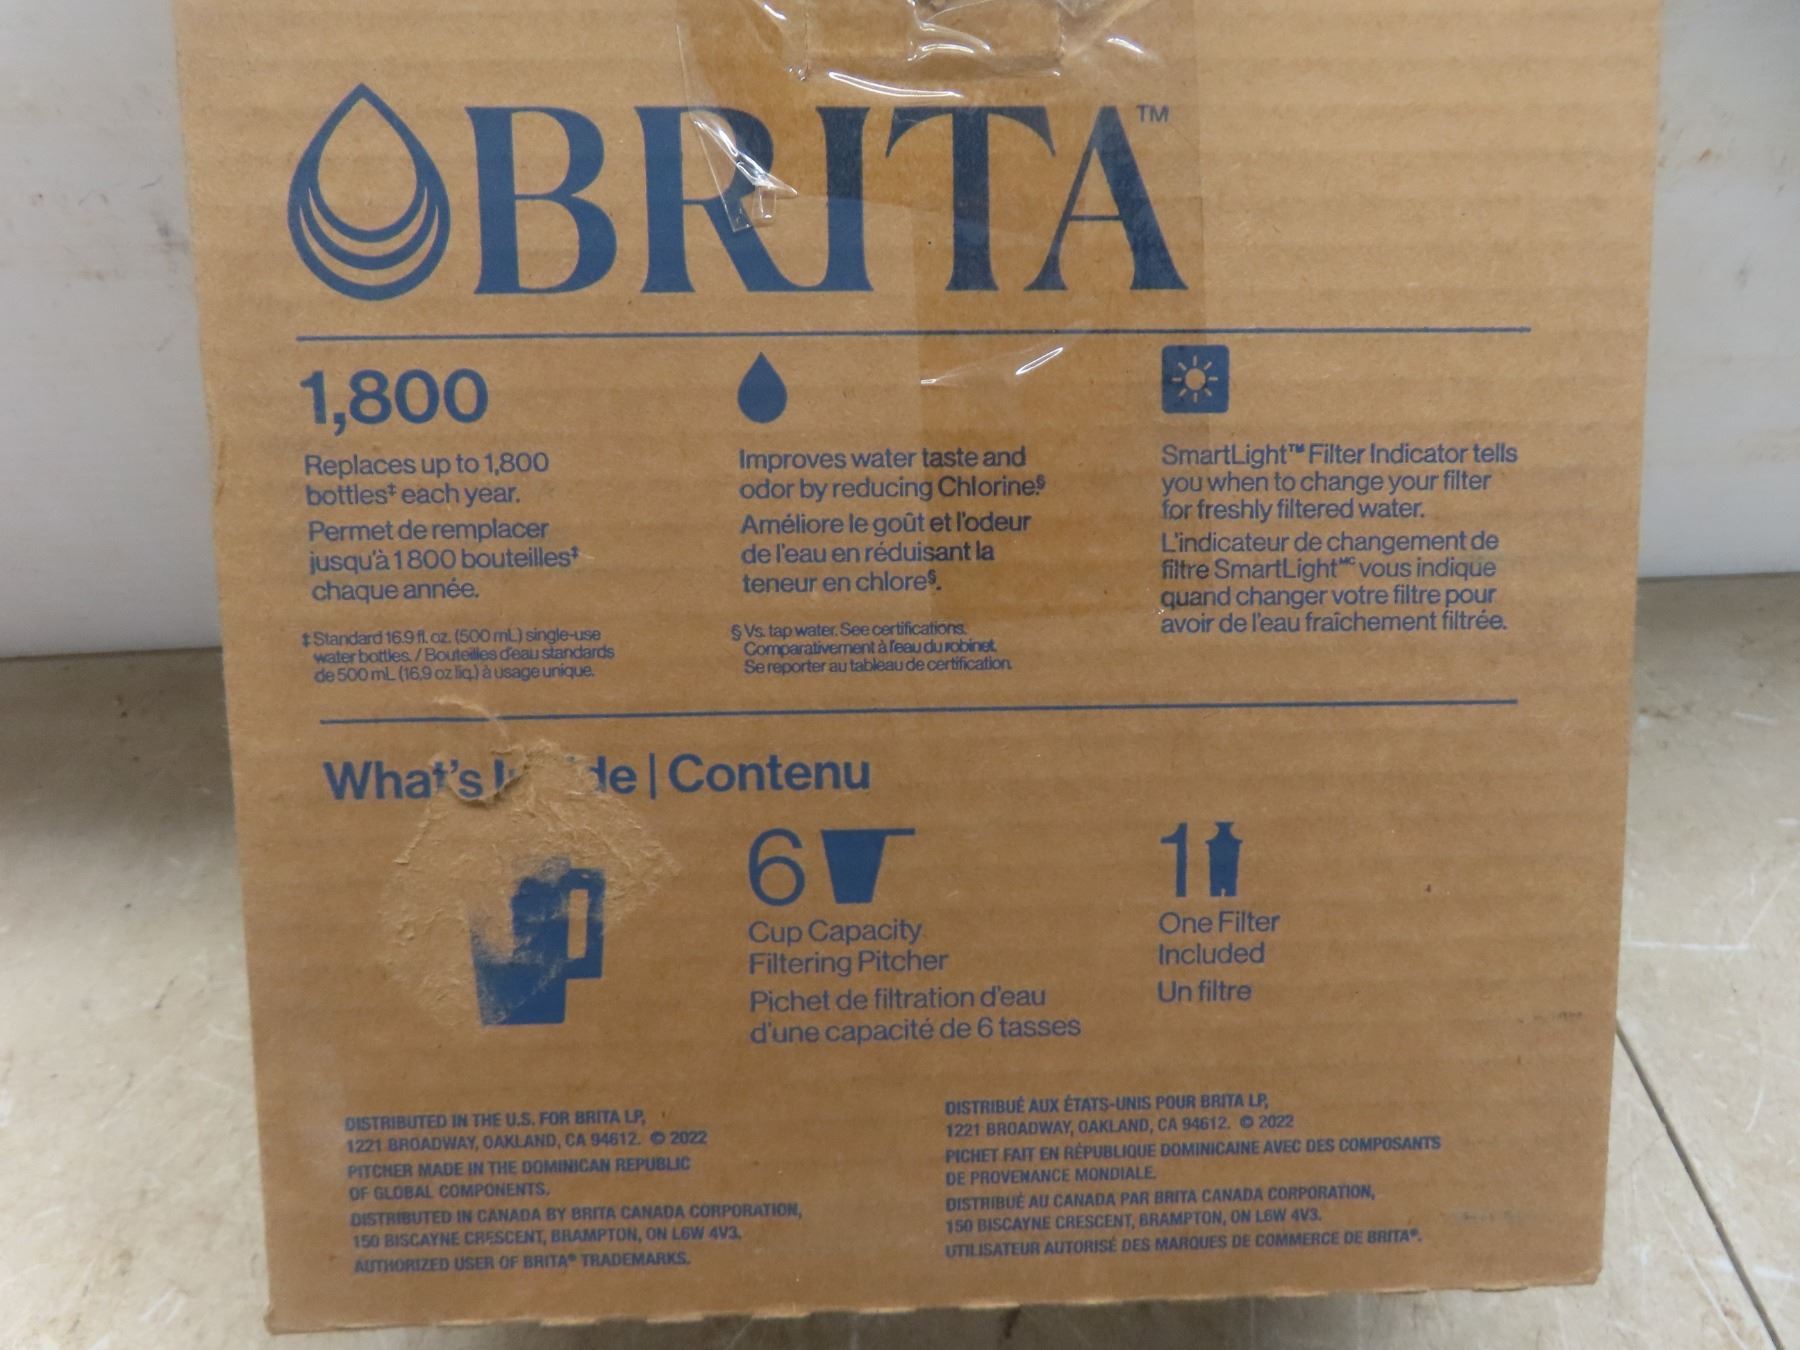 BRITA™
1,800
Replaces up to 1,800
bottles‡ each year.
Permet de remplacer
jusqu'à 1 800 bouteilles‡
chaque année.
‡ Standard 16.9 fl. oz. (500 mL) single-use
water bottles. / Bouteilles d'eau standards
de 500 mL (16,9 oz liq.) à usage unique.
Improves water taste and
odor by reducing Chlorine.§
Améliore le goût et l'odeur
de l'eau en réduisant la
teneur en chlore§.
§ Vs. tap water. See certifications.
Comparativement à l'eau du robinet.
Se reporter au tableau de certification.
SmartLight™ Filter Indicator tells
you when to change your filter
for freshly filtered water.
L'indicateur de changement de
filtre SmartLight MC vous indique
quand changer votre filtre pour
avoir de l'eau fraîchement filtrée.
What's | Contenu
6
Cup Capacity
Filtering Pitcher
Pichet de filtration d'eau
d'une capacité de 6 tasses
1
One Filter
Included
Un filtre
DISTRIBUTED IN THE U.S. FOR BRITA LP,
1221 BROADWAY, OAKLAND, CA 94612. © 2022
PITCHER MADE IN THE DOMINICAN REPUBLIC
OF GLOBAL COMPONENTS.
DISTRIBUTED IN CANADA BY BRITA CANADA CORPORATION,
150 BISCAYNE CRESCENT, BRAMPTON, ON L6W 4V3.
AUTHORIZED USER OF BRITA® TRADEMARKS.
DISTRIBUÉ AUX ÉTATS-UNIS POUR BRITA LP,
1221 BROADWAY, OAKLAND, CA 94612. © 2022
PICHET FAIT EN RÉPUBLIQUE DOMINICAINE AVEC DES COMPOSANTS
DE PROVENANCE MONDIALE.
DISTRIBUÉ AU CANADA PAR BRITA CANADA CORPORATION,
150 BISCAYNE CRESCENT, BRAMPTON, ON L6W 4V3.
UTILISATEUR AUTORISÉ DES MARQUES DE COMMERCE DE BRITA®.